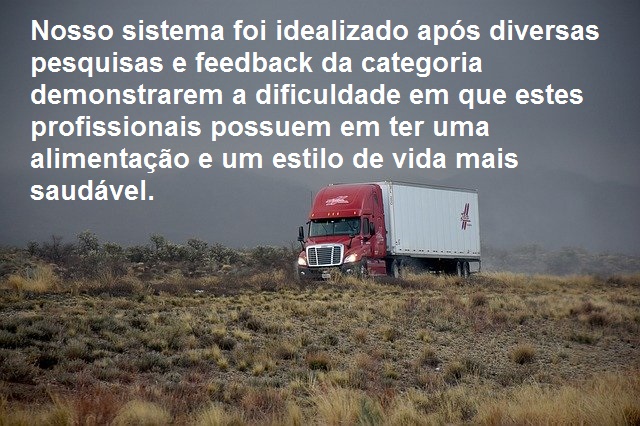 Nosso sistema foi idealizado após diversas
pesquisas e feedback da categoria
demonstrarem a dificuldade em que estes
profissionais possuem em ter uma
alimentação e um estilo de vida mais
saudável.